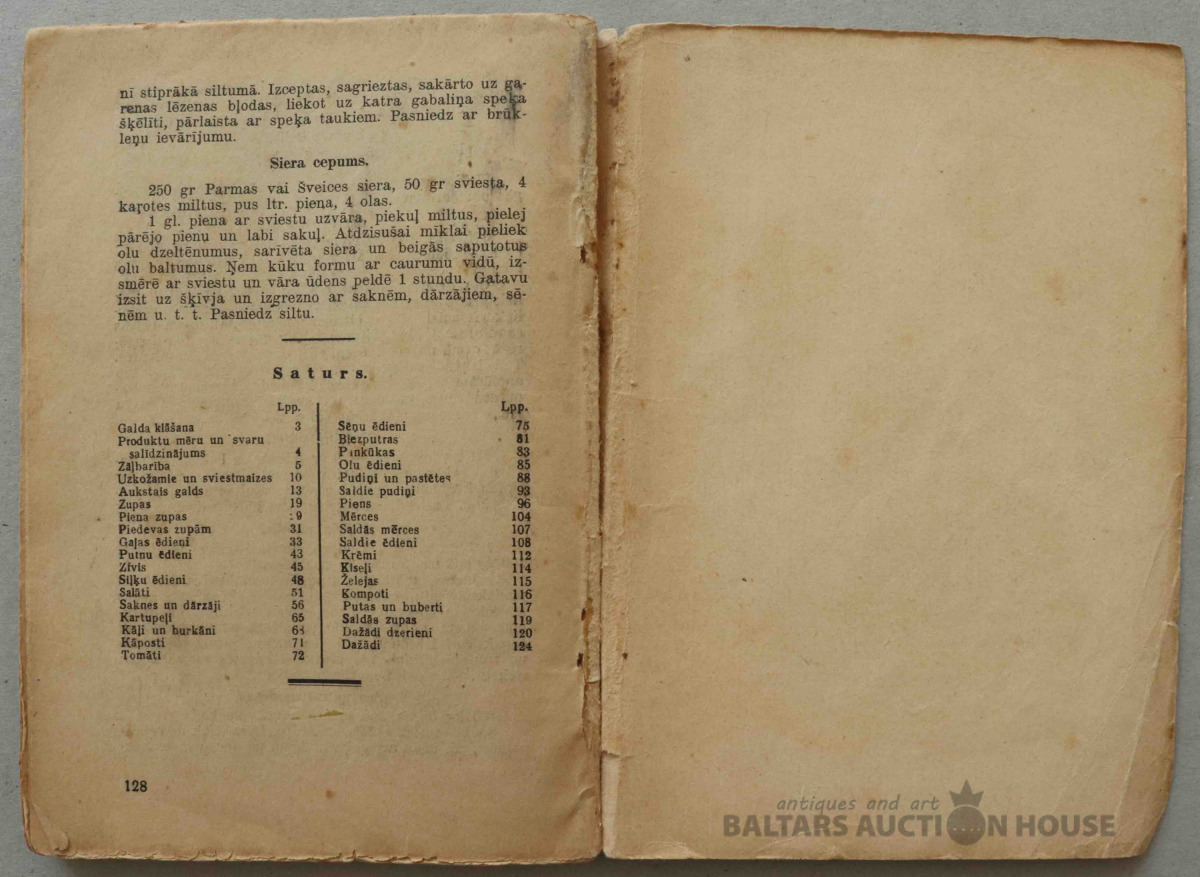 nī stiprākā siltumā. Izceptas, sagrieztas, sakārto uz ga-
renas lēzenas bļodas, liekot uz katra gabaliņa speķa
šķēlīti, pārlaista ar speķa taukiem. Pasniedz ar brūk-
leņu ievārījumu.
Siera cepums.
250 gr Parmas vai Šveices siera, 50 gr sviesta, 4
karotes miltus, pus ltr. piena, 4 olas.
1 gl. piena ar sviestu uzvāra, piekuļ miltus, pielej
pārējo pienu un labi sakuļ. Atdzisušai mīklai pieliek
olu dzeltēnumus, sarīvēta siera un beigās saputotus
olu baltumus. Ņem kūku formu ar caurumu vidū, iz-
smērē ar sviestu un vāra ūdens peldē 1 stundu. Gatavu
izsit uz šķīvja un izgrezno ar saknēm, dārzājiem, sē-
nēm u. t. t. Pasniedz siltu.
Saturs.
Lpp.
Galda klāšana 3
Produktu mēru un svaru
salīdzinājums 4
Zāļbarība 5
Uzkožamie un sviestmaizes 10
Aukstais galds 13
Zupas 19
Piena zupas 9
Piedevas zupām 31
Gaļas ēdieni 33
Putnu ēdieni 43
Zivis 45
Siļķu ēdieni 48
Salāti 51
Saknes un dārzāji 56
Kartupeļi 65
Kāļi un burkāni
Kāposti 71
Tomāti 72
Lpp.
Sēņu ēdieni 75
Biezputras 81
Pankūkas 83
Olu ēdieni 85
Pudiņi un pastētes 88
Saldie pudiņi 93
Piens 96
Mērces 104
Saldās mērces 107
Saldie ēdieni 108
Krēmi 112
Ķīseļi 114
Želejas 115
Kompoti 116
Putas un buberti 117
Saldās zupas 119
Dažādi dzerieni 120
Dažādi 124
128
antiques and art
BALTARS AUCTION HOUSE